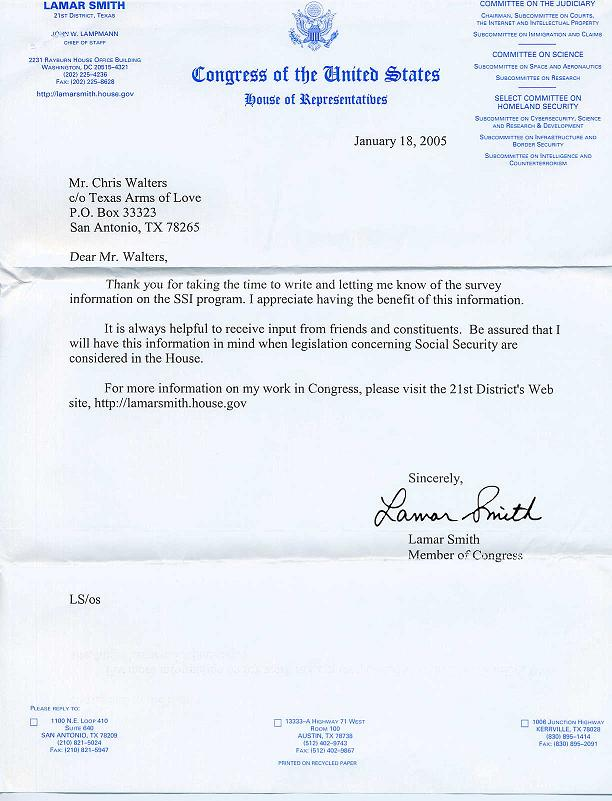 LAMAR SMITH
21ST DISTRICT, TEXAS
JOHN W. LAMPMANN
CHIEF OF STAFF
2231 RAYBURN HOUSE OFFICE BUILDING
WASHINGTON, DC 20515–4321
(202) 225–4236
FAX: (202) 225–8628
http://lamarsmith.house.gov
Congress of the United States
House of Representatives
COMMITTEE ON THE JUDICIARY
CHAIRMAN, SUBCOMMITTEE ON COURTS,
THE INTERNET AND INTELLECTUAL PROPERTY
SUBCOMMITTEE ON IMMIGRATION AND CLAIMS
COMMITTEE ON SCIENCE
SUBCOMMITTEE ON SPACE AND AERONAUTICS
SUBCOMMITTEE ON RESEARCH
SELECT COMMITTEE ON
HOMELAND SECURITY
SUBCOMMITTEE ON CYBERSECURITY, SCIENCE
AND RESEARCH & DEVELOPMENT
SUBCOMMITTEE ON INFRASTRUCTURE AND
BORDER SECURITY
SUBCOMMITTEE ON INTELLIGENCE AND
COUNTERTERRORISM
January 18, 2005
Mr. Chris Walters
c/o Texas Arms of Love
P.O. Box 33323
San Antonio, TX 78265
Dear Mr. Walters,
Thank you for taking the time to write and letting me know of the survey
information on the SSI program. I appreciate having the benefit of this information.
It is always helpful to receive input from friends and constituents. Be assured that I
will have this information in mind when legislation concerning Social Security are
considered in the House.
For more information on my work in Congress, please visit the 21st District's Web
site, http://lamarsmith.house.gov
Sincerely,
Lamar Smith
Lamar Smith
Member of Congress
LS/os
PLEASE REPLY TO:
1100 N.E. LOOP 410
SUITE 640
SAN ANTONIO, TX 78209
(210) 821–5024
FAX: (210) 821–5947
13333–A HIGHWAY 71 WEST
ROOM 100
AUSTIN, TX 78738
(512) 402–9743
FAX: (512) 402–9867
1006 JUNCTION HIGHWAY
KERRVILLE, TX 78028
(830) 895–1414
FAX: (830) 895–2091
PRINTED ON RECYCLED PAPER